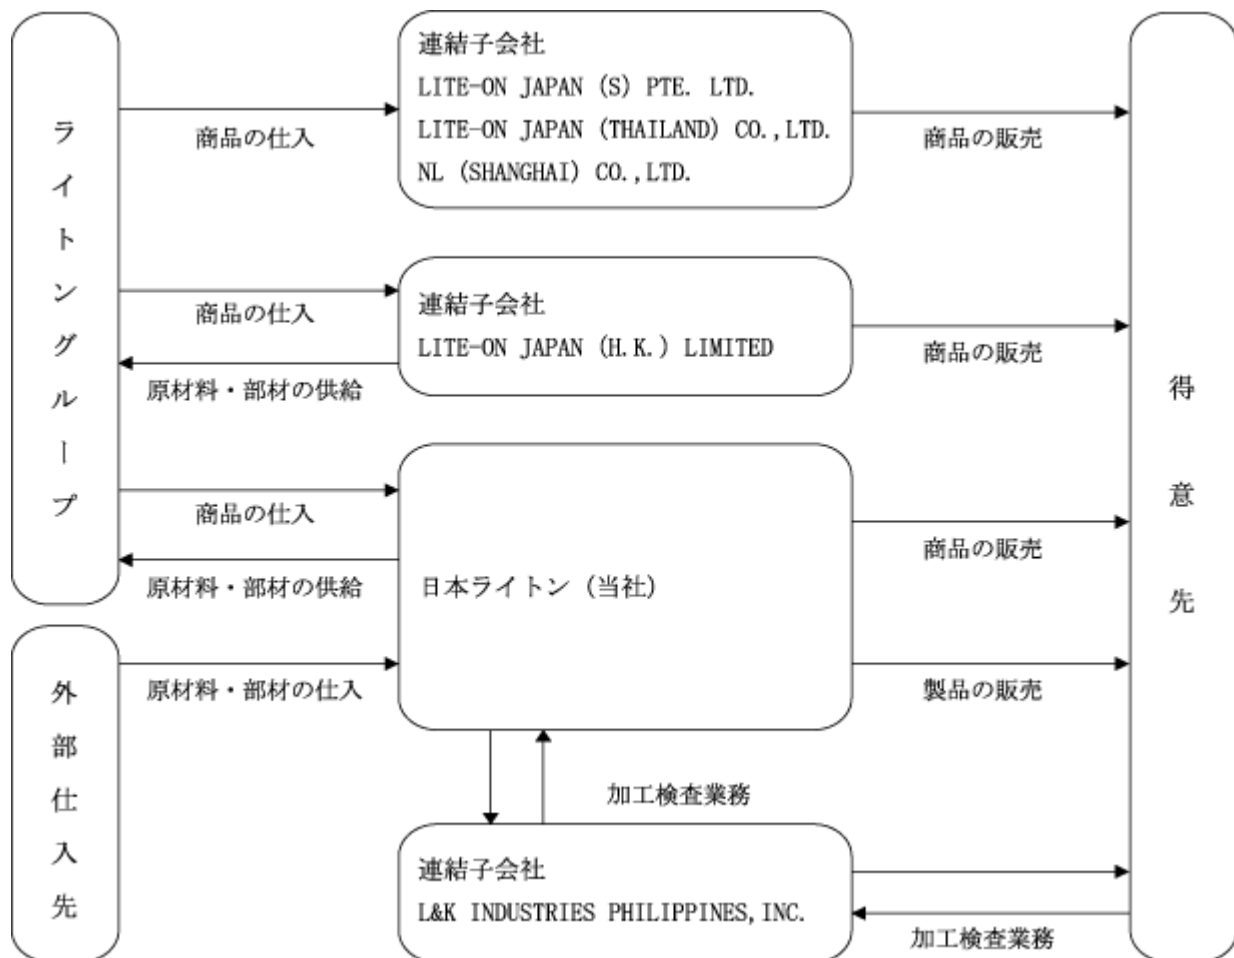 ライトングループ
商品の仕入
連結子会社
LITE-ON JAPAN (S) PTE. LTD.
LITE-ON JAPAN (THAILAND) CO.,LTD.
NL (SHANGHAI) CO.,LTD.
商品の販売
商品の仕入
原材料・部材の供給
連結子会社
LITE-ON JAPAN (H.K.) LIMITED
商品の販売
商品の仕入
原材料・部材の供給
日本ライトン (当社)
商品の販売
外部仕入先
原材料・部材の仕入
製品の販売
加工検査業務
連結子会社
L&K INDUSTRIES PHILIPPINES,INC.
加工検査業務
得意先